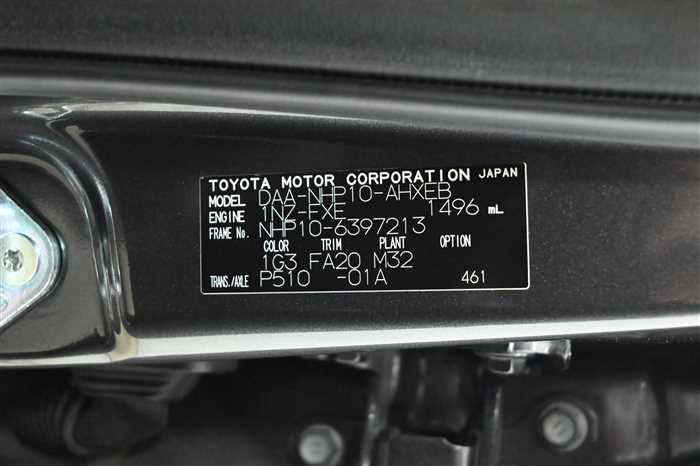 TOYOTA MOTOR CORPORATION JAPAN
MODEL DAA-NHP10-AHXEB
ENGINE 1NZ-FXE 1496 mL
FRAME No. NHP10-6397213
COLOR TRIM PLANT OPTION
1G3 FA20 M32
TRANS./AXLE P510 -01A 461